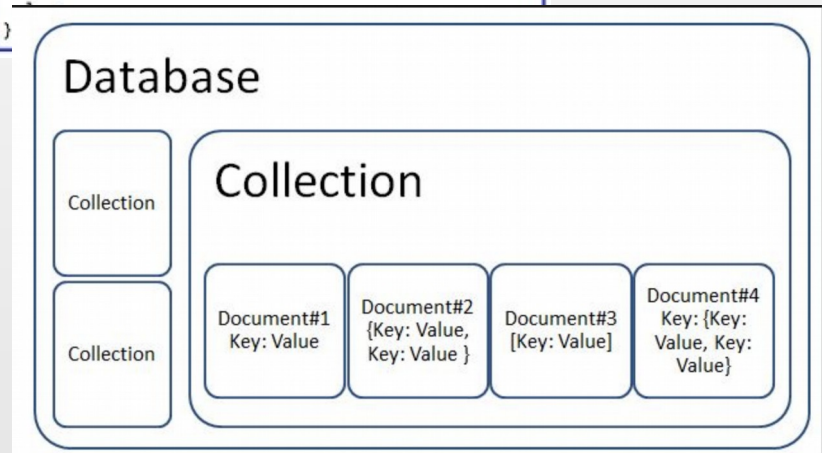 }
Database
Collection
Collection
Collection
Document#1
Key: Value
Document#2
{Key: Value,
Key: Value }
Document#3
[Key: Value]
Document#4
Key: {Key:
Value, Key:
Value}